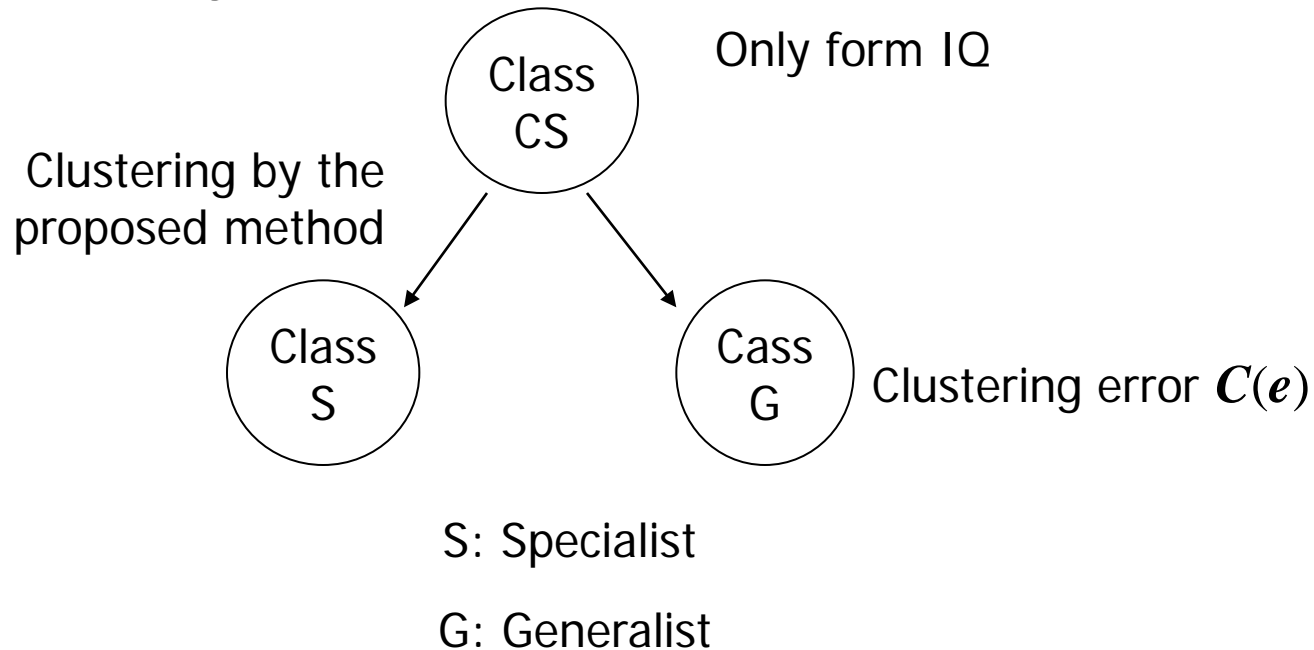 Only form IQ
Class
CS
Clustering by the
proposed method
Class
S
Cass
G
Clustering error C(e)
S: Specialist
G: Generalist